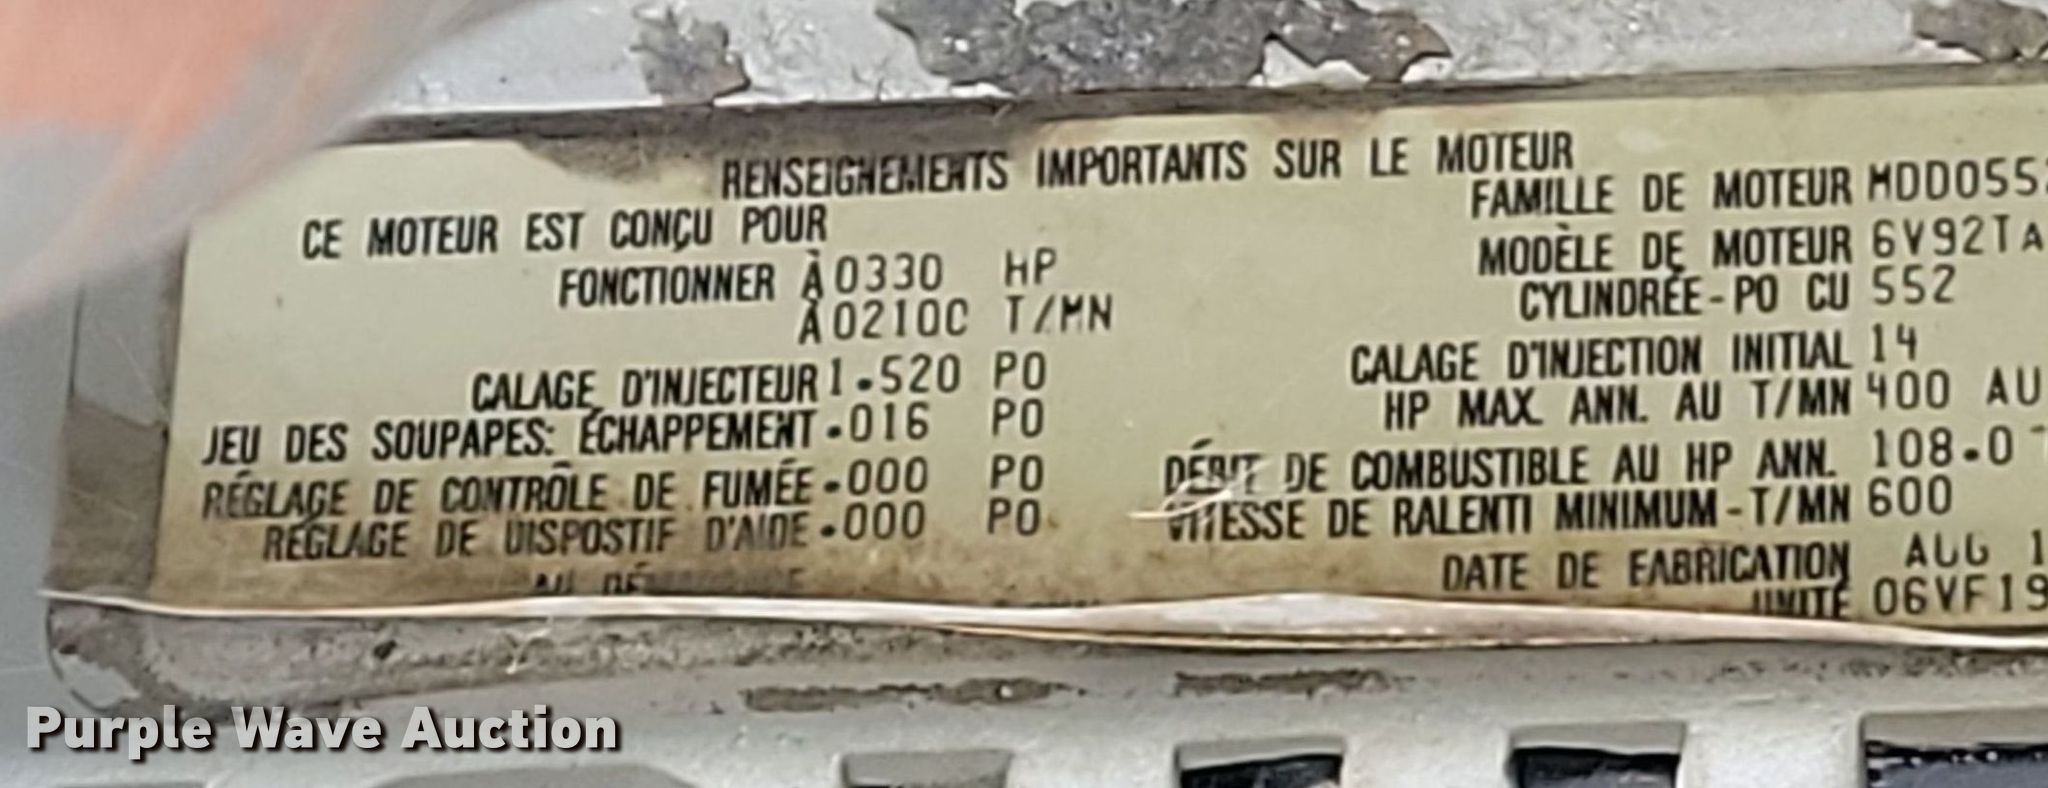 RENSEIGNEMENTS IMPORTANTS SUR LE MOTEUR
CE MOTEUR EST CONÇU POUR
FONCTIONNER À 0330 HP
À 02100 T/MN
CALAGE D'INJECTEUR 1.520 PO
JEU DES SOUPAPES: ÉCHAPPEMENT .016 PO
RÉGLAGE DE CONTRÔLE DE FUMÉE .000 PO
RÉGLAGE DE DISPOSTIF D'AIDE .000 PO
AU
FAMILLE DE MOTEUR MDD0552
MODÈLE DE MOTEUR 6V92TA
CYLINDRÉE-PO CU 552
CALAGE D'INJECTION INITIAL 14
HP MAX. ANN. AU T/MN 400 AU
DÉBIT DE COMBUSTIBLE AU HP ANN. 108.0
VITESSE DE RALENTI MINIMUM-T/MN 600
DATE DE FABRICATION AUG 1
UNITÉ 06VF19
Purple Wave Auction